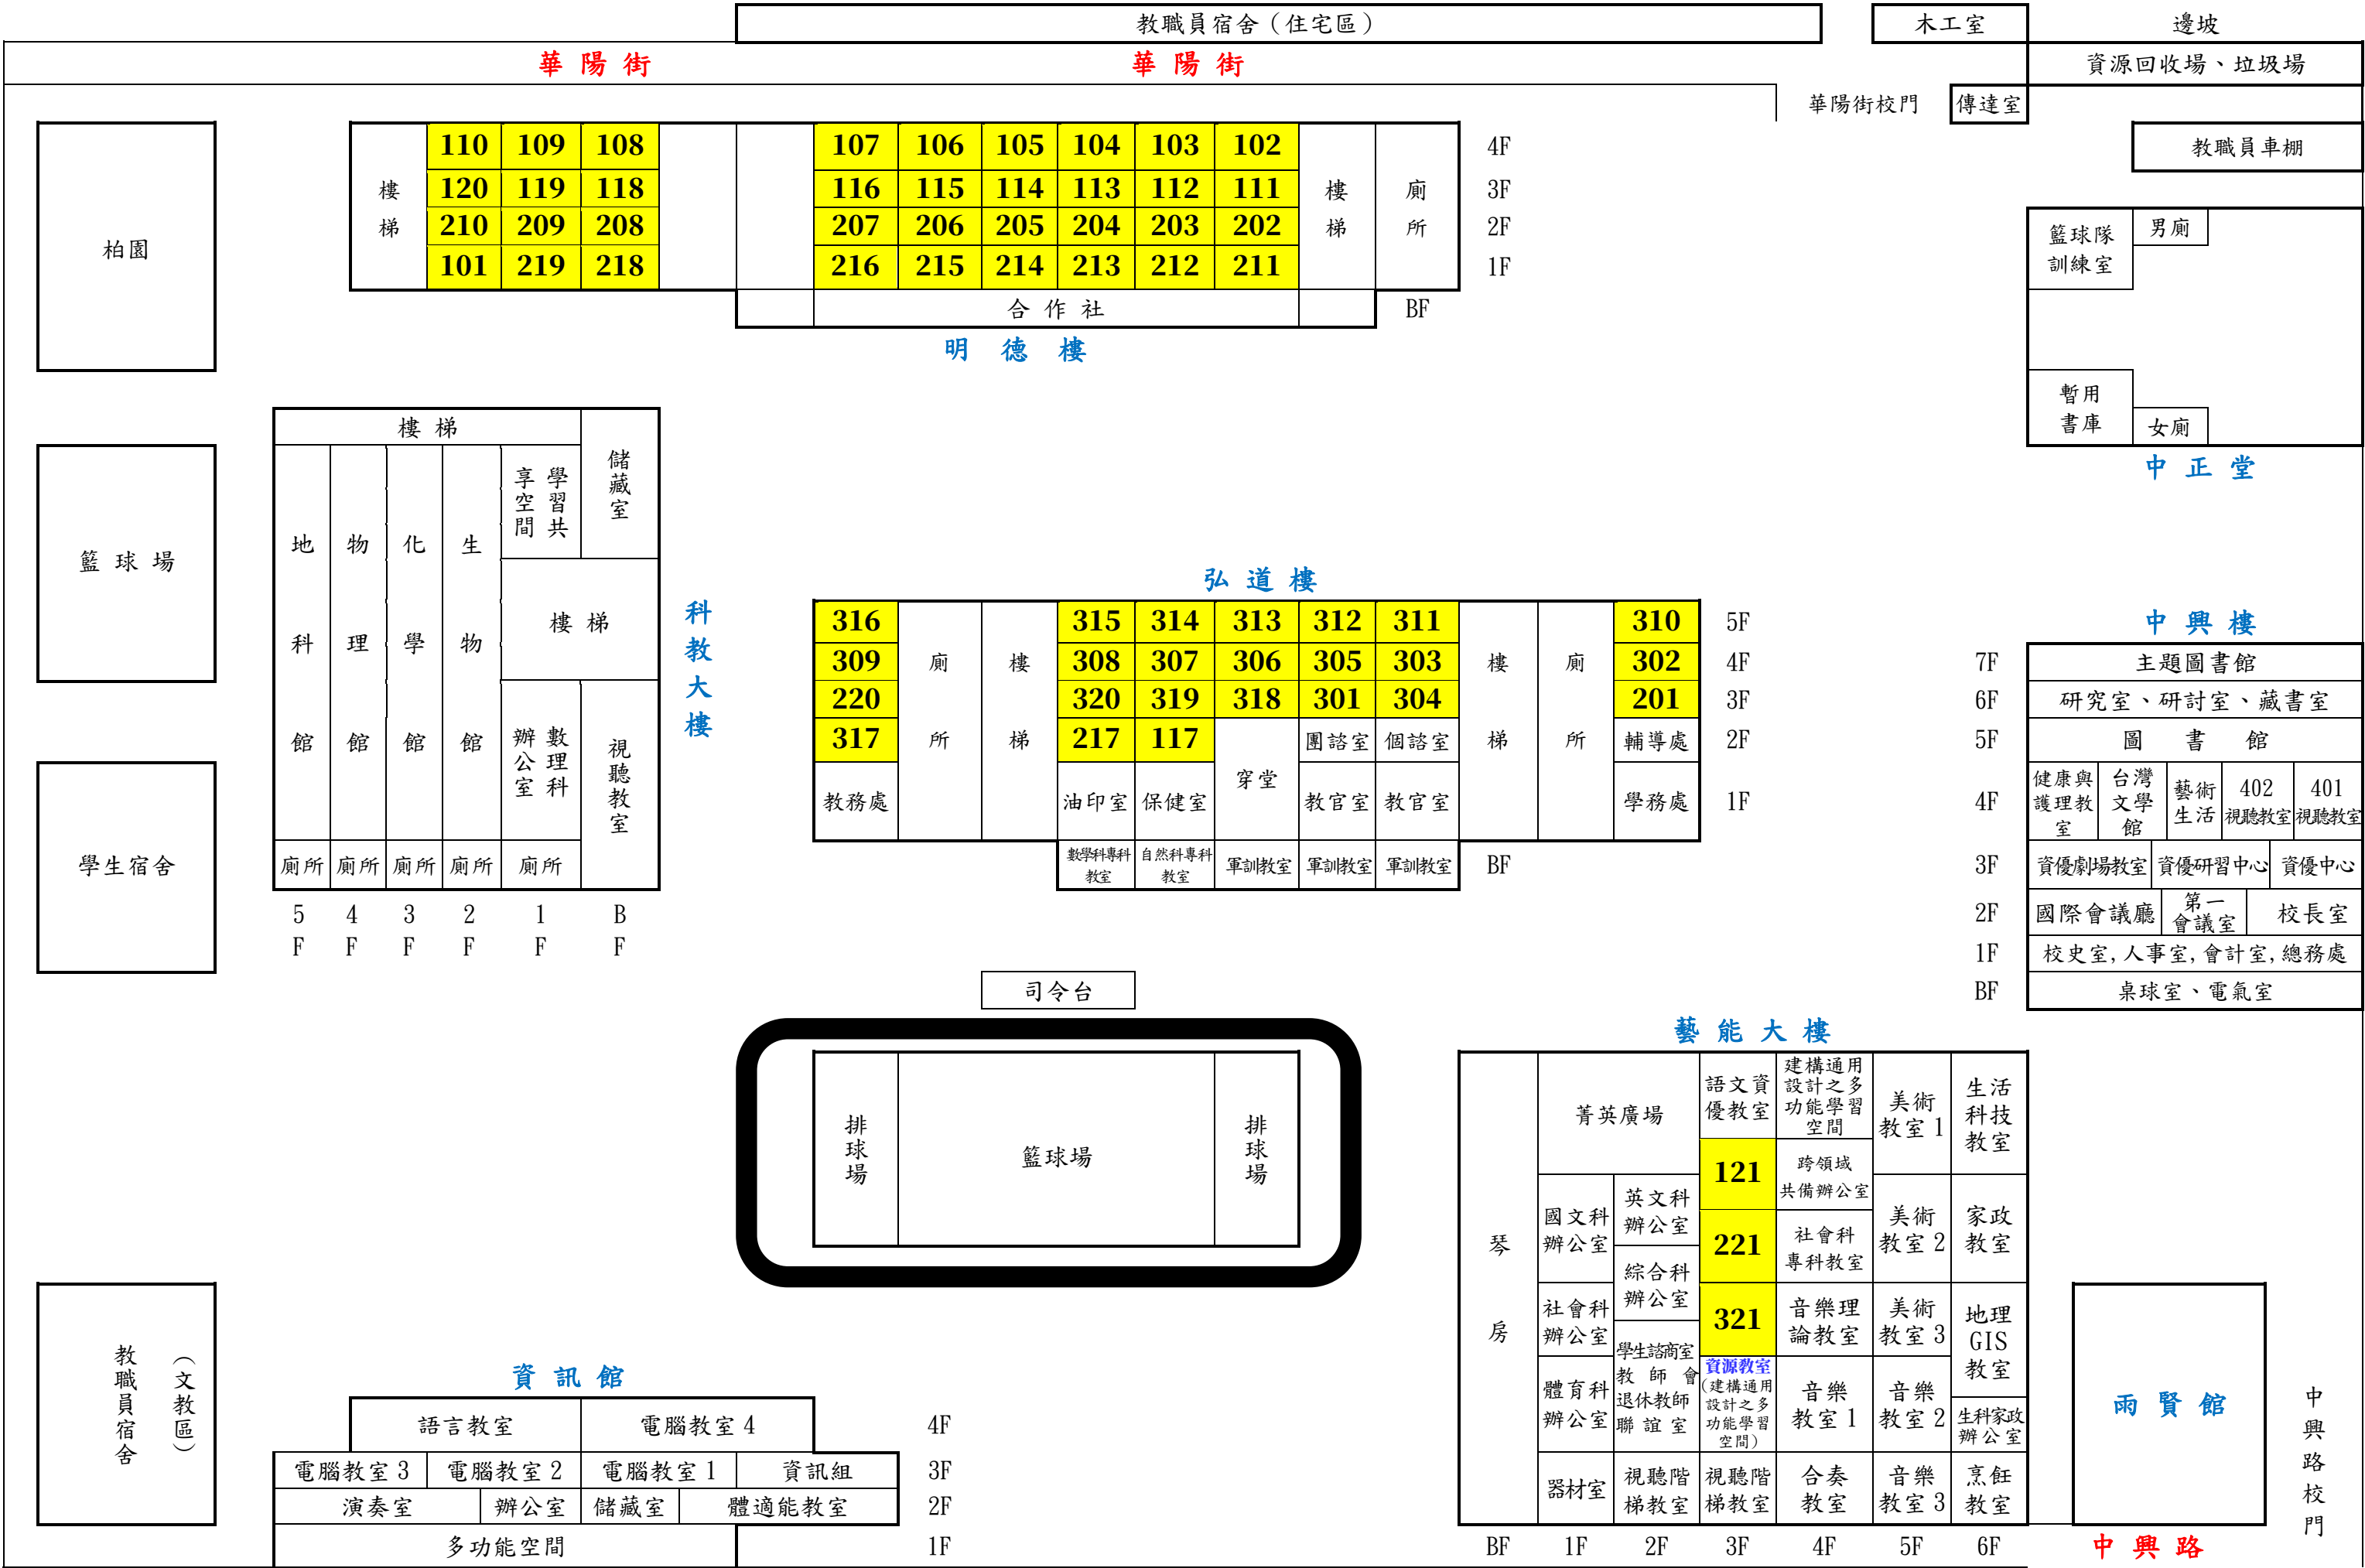 教職員宿舍（住宅區）
木工室
邊坡
華陽街
華陽街
資源回收場、垃圾場
華陽街校門
傳達室
教職員車棚
柏園
樓梯
110 109 108
107 106 105 104 103 102
4F
120 119 118
116 115 114 113 112 111
3F
210 209 208
207 206 205 204 203 202
2F
101 219 218
216 215 214 213 212 211
1F
樓梯
廁所
合作社
BF
明德樓
籃球隊
訓練室
男廁
暫用
書庫
女廁
中正堂
籃球場
學生宿舍
樓梯
儲藏室
學習共
享空間
地科館
物理館
化學館
生物館
樓梯
數理科
辦公室
視聽教室
廁所 廁所 廁所 廁所 廁所
5F 4F 3F 2F 1F BF
科教大樓
弘道樓
316 315 314 313 312 311 310 5F
309 308 307 306 305 303 302 4F
220 320 319 318 301 304 201 3F
317 217 117 團諮室 個諮室 輔導處 2F
廁所
樓梯
穿堂
樓梯
廁所
教務處 油印室 保健室 教官室 教官室 學務處 1F
數學科專科
教室
自然科專科
教室
軍訓教室 軍訓教室 軍訓教室 BF
中興樓
7F 主題圖書館
6F 研究室、研討室、藏書室
5F 圖書館
4F
健康與
護理教
室
台灣
文學
館
藝術
生活
402
視聽教室
401
視聽教室
3F 資優劇場教室 資優研習中心 資優中心
2F 國際會議廳
第一
會議室
校長室
1F 校史室,人事室,會計室,總務處
BF 桌球室、電氣室
司令台
排球場
籃球場
排球場
藝能大樓
琴房
菁英廣場
國文科
辦公室
社會科
辦公室
體育科
辦公室
器材室
英文科
辦公室
綜合科
辦公室
學生諮商室
教師會
退休教師
聯誼室
視聽階
梯教室
語文資
優教室
121
221
321
資源教室
(建構通用
設計之多
功能學習
空間)
視聽階
梯教室
建構通用
設計之多
功能學習
空間
跨領域
共備辦公室
社會科
專科教室
音樂理
論教室
音樂
教室1
合奏
教室
美術
教室1
美術
教室2
美術
教室3
音樂
教室2
音樂
教室3
生活
科技
教室
家政
教室
地理
GIS
教室
生科家政
辦公室
烹飪
教室
BF 1F 2F 3F 4F 5F 6F
教職員宿舍
（文教區）
資訊館
語言教室 電腦教室4 4F
電腦教室3 電腦教室2 電腦教室1 資訊組 3F
演奏室 辦公室 儲藏室 體適能教室 2F
多功能空間 1F
雨賢館
中興路校門
中興路